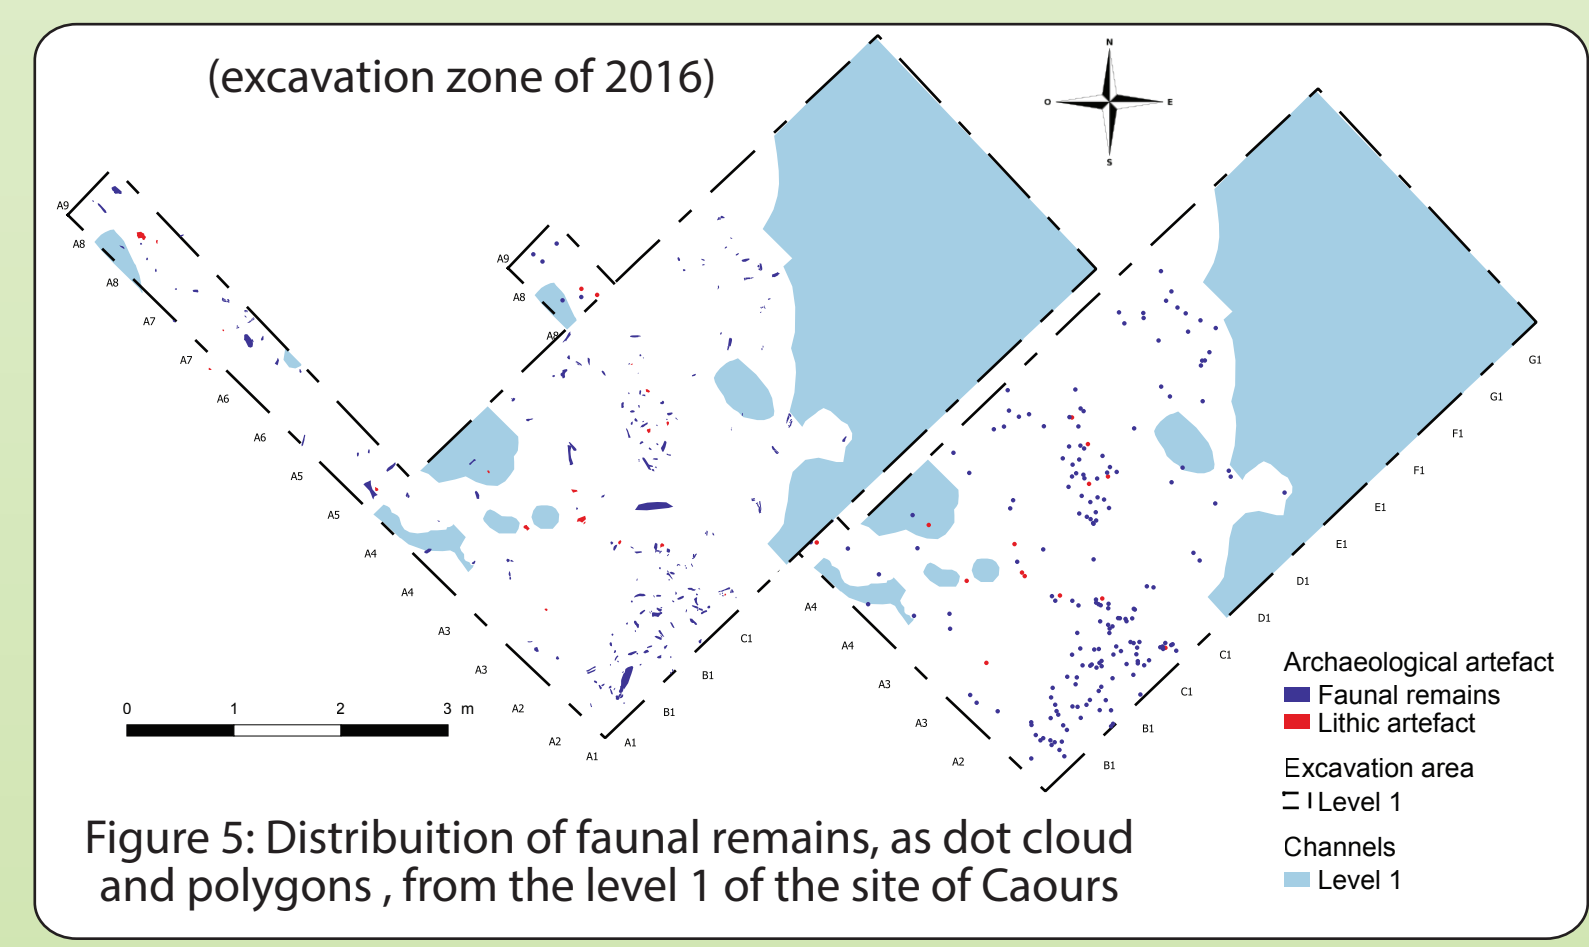 (excavation zone of 2016)
N
O
E
S
A9
A8
A8
A7
A7
A6
A6
A5
A5
A4
A4
A3
A3
A2
A2
A1
A1
B1
B1
C1
A9
A8
A8
A4
A4
A3
A3
A2
B1
B1
C1
C1
D1
D1
E1
E1
F1
F1
G1
G1
0 1 2 3 m
Archaeological artefact
Faunal remains
Lithic artefact
Excavation area
Level 1
Channels
Level 1
Figure 5: Distribuition of faunal remains, as dot cloud
and polygons , from the level 1 of the site of Caours